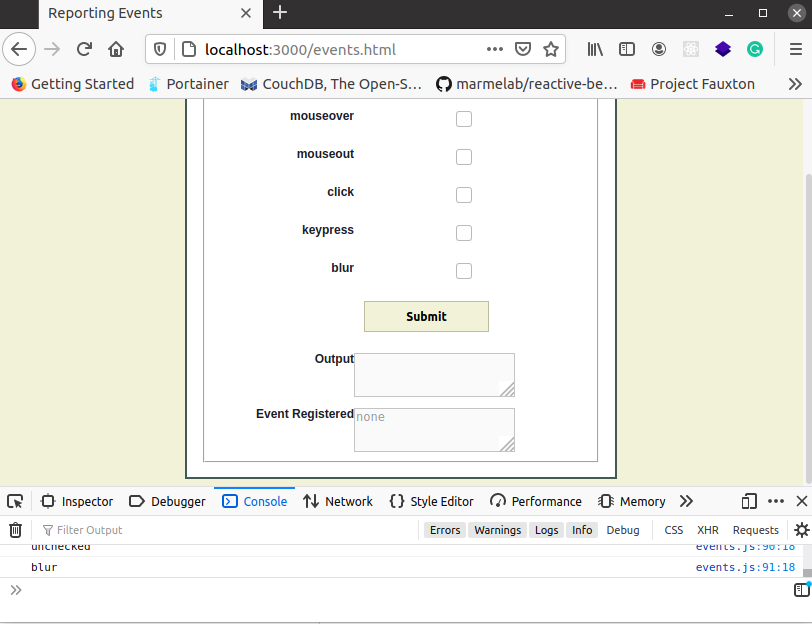 Reporting Events
localhost:3000/events.html
Getting Started
Portainer
CouchDB, The Open-S…
marmelab/reactive-be…
Project Fauxton
mouseover
mouseout
click
keypress
blur
Submit
Output
Event Registered
none
Inspector
Debugger
Console
Network
Style Editor
Performance
Memory
Filter Output
Errors
Warnings
Logs
Info
Debug
CSS
XHR
Requests
unchecked
events.js:90:18
blur
events.js:91:18